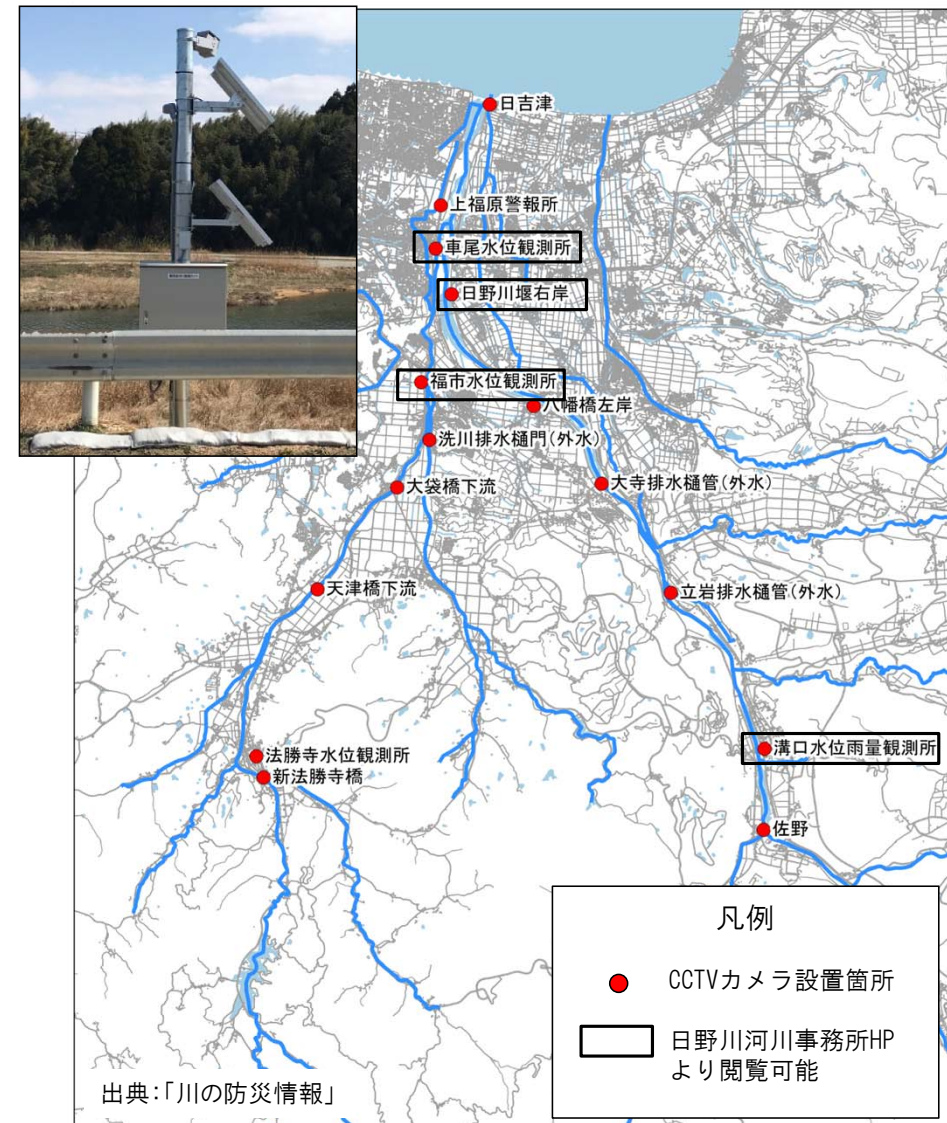 日吉津
上福原警報所
車尾水位観測所
日野川堰右岸
福市水位観測所
八幡橋左岸
洗川排水樋門(外水)
大袋橋下流
大寺排水樋管(外水)
天津橋下流
立岩排水樋管(外水)
溝口水位雨量観測所
法勝寺水位観測所
新法勝寺橋
佐野
凡例
CCTVカメラ設置箇所
日野川河川事務所HP
より閲覧可能
出典:「川の防災情報」